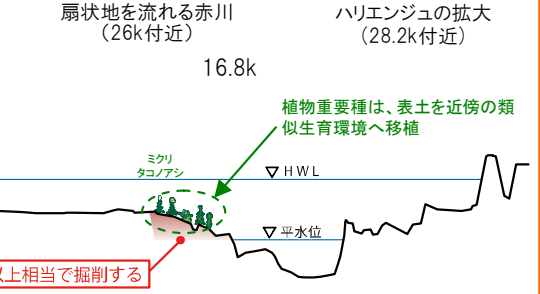 扇状地を流れる赤川
（26k付近）
ハリエンジュの拡大
（28.2k付近）
16.8k
植物重要種は、表土を近傍の類
似生育環境へ移植
ミクリ
タコノアシ
ＨＷＬ
平水位
以上相当で掘削する